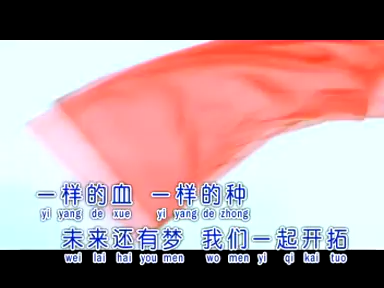 一样的血 一样的种
yi yang de xue yi yang de zhong
未来还有梦 我们一起开拓
wei lai hai you men wo men yi qi kai tuo